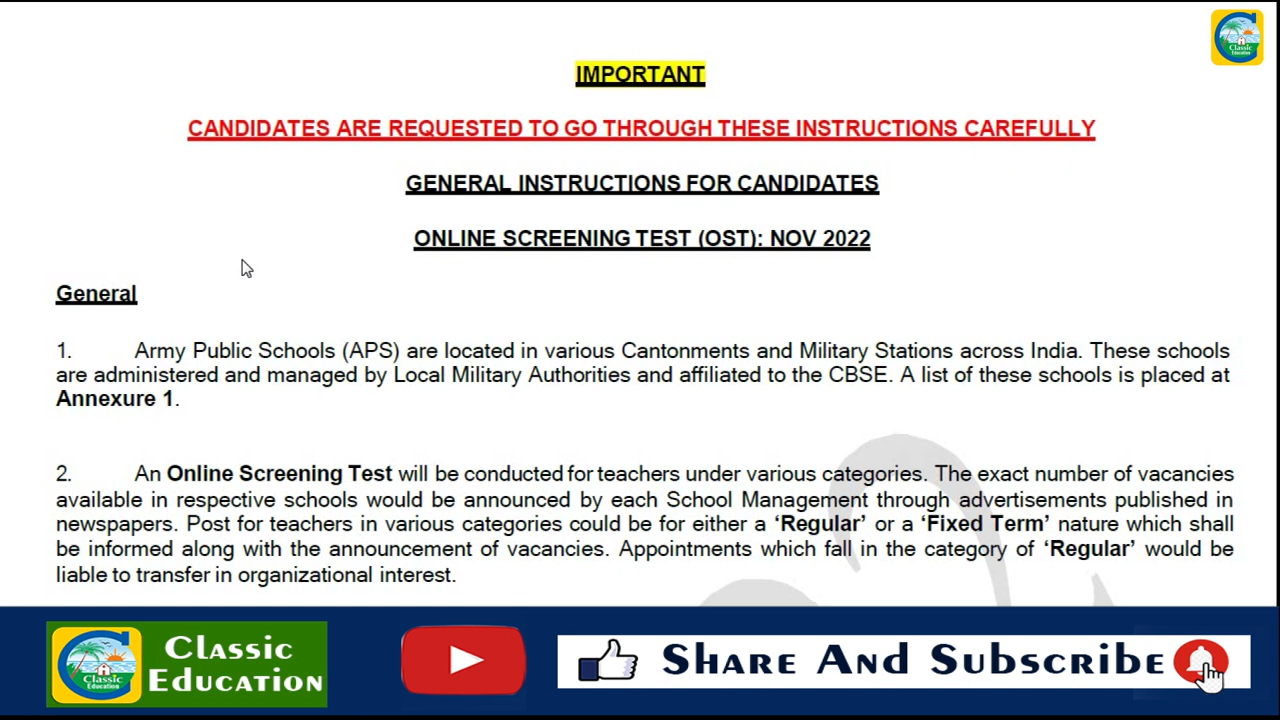 IMPORTANT
CANDIDATES ARE REQUESTED TO GO THROUGH THESE INSTRUCTIONS CAREFULLY
GENERAL INSTRUCTIONS FOR CANDIDATES
ONLINE SCREENING TEST (OST): NOV 2022
General
1. Army Public Schools (APS) are located in various Cantonments and Military Stations across India. These schools
are administered and managed by Local Military Authorities and affiliated to the CBSE. A list of these schools is placed at
Annexure 1.
2. An Online Screening Test will be conducted for teachers under various categories. The exact number of vacancies
available in respective schools would be announced by each School Management through advertisements published in
newspapers. Post for teachers in various categories could be for either a ‘Regular’ or a ‘Fixed Term’ nature which shall
be informed along with the announcement of vacancies. Appointments which fall in the category of ‘Regular’ would be
liable to transfer in organizational interest.
Classic
Education
Classic
Education
Classic
Education
Share And Subscribe